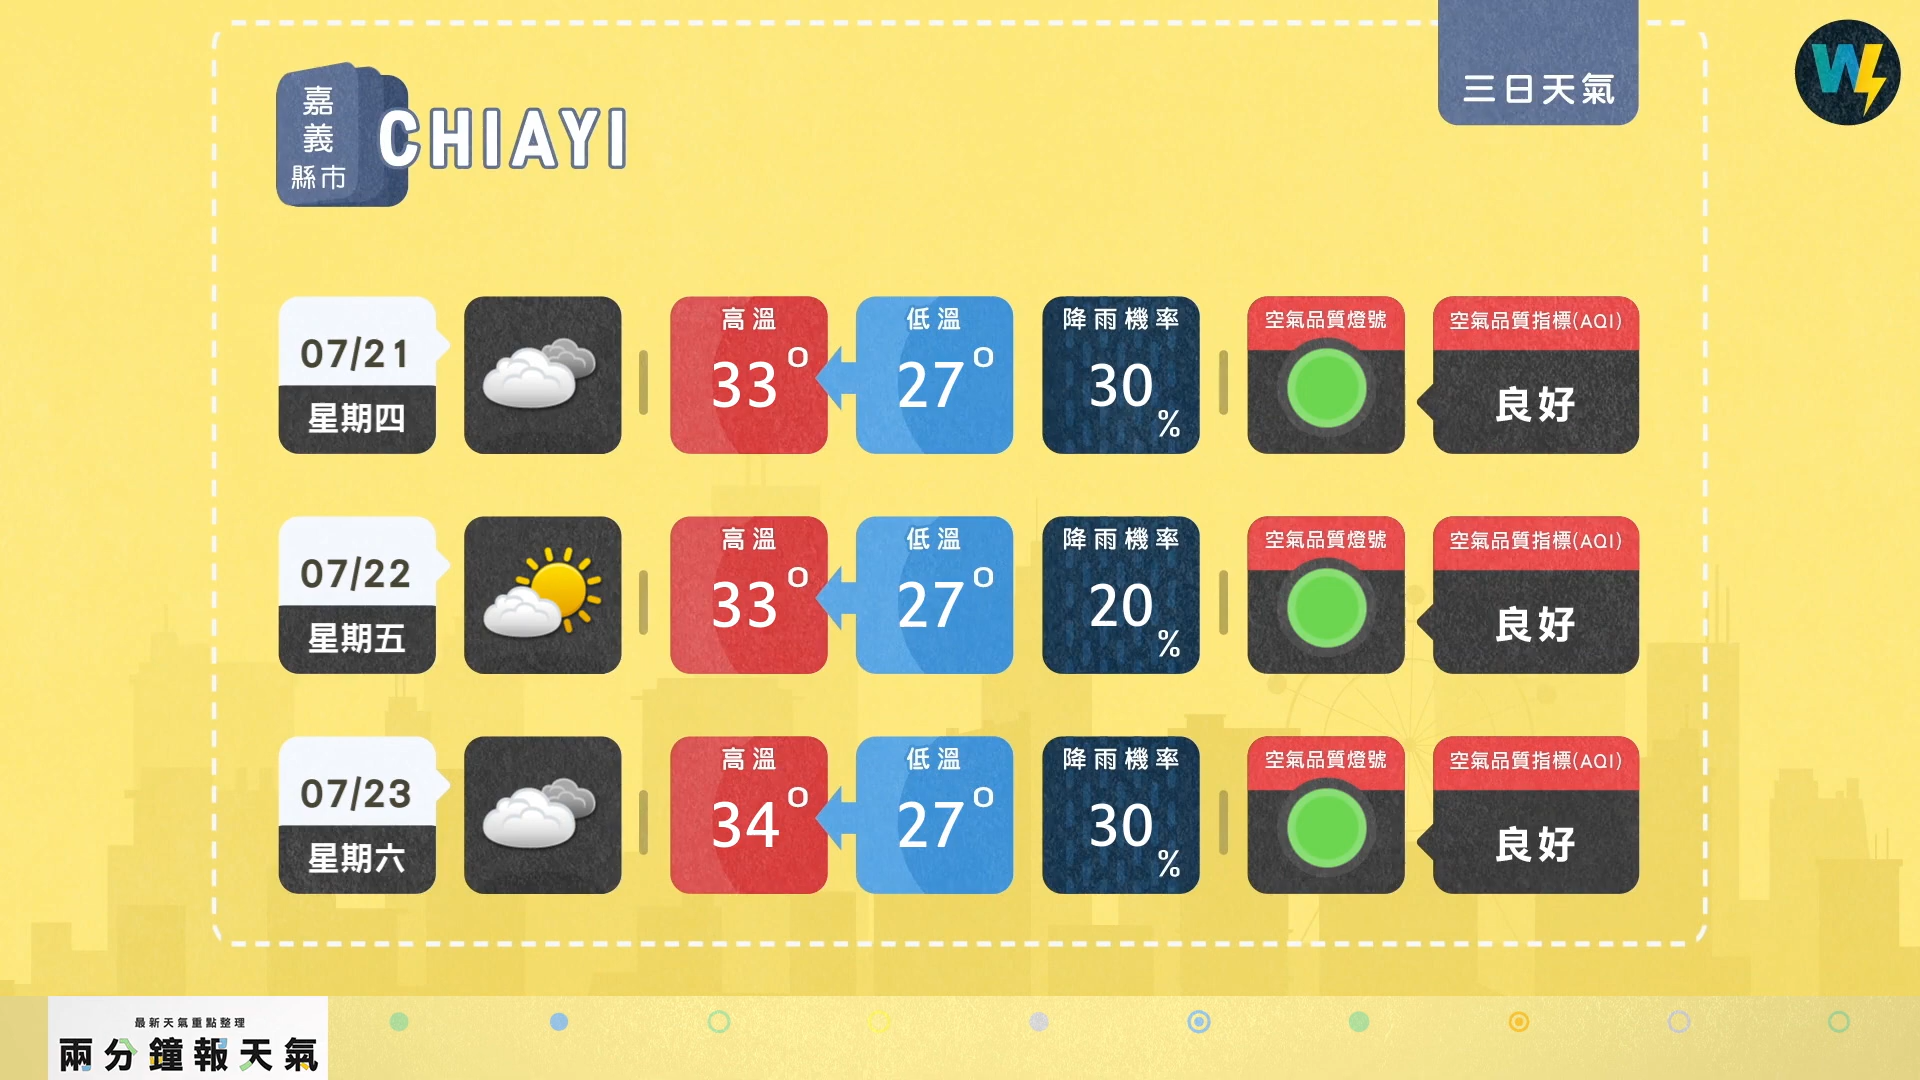 嘉義縣市
CHIAYI
三日天氣
W
07/21
星期四
高溫
33°
低溫
27°
降雨機率
30%
空氣品質燈號
空氣品質指標(AQI)
良好
07/22
星期五
高溫
33°
低溫
27°
降雨機率
20%
空氣品質燈號
空氣品質指標(AQI)
良好
07/23
星期六
高溫
34°
低溫
27°
降雨機率
30%
空氣品質燈號
空氣品質指標(AQI)
良好
最新天氣重點整理
兩分鐘報天氣